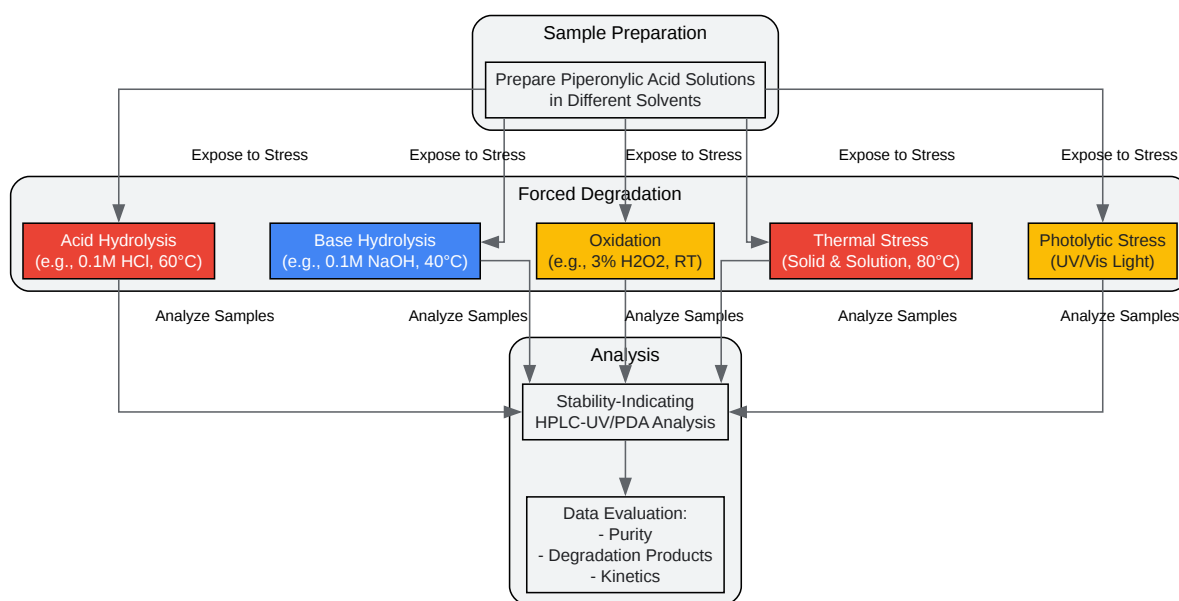 Sample Preparation
Prepare Piperonylic Acid Solutions
in Different Solvents
Expose to Stress
Expose to Stress
Expose to Stress
Expose to Stress
Expose to Stress
Forced Degradation
Acid Hydrolysis
(e.g., 0.1M HCl, 60°C)
Base Hydrolysis
(e.g., 0.1M NaOH, 40°C)
Oxidation
(e.g., 3% H2O2, RT)
Thermal Stress
(Solid & Solution, 80°C)
Photolytic Stress
(UV/Vis Light)
Analyze Samples
Analyze Samples
Analyze Samples
Analyze Samples
Analyze Samples
Analysis
Stability-Indicating
HPLC-UV/PDA Analysis
Data Evaluation:
- Purity
- Degradation Products
- Kinetics